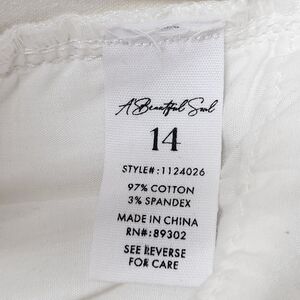 A Beautiful Soul
14
STYLE#:1124026
97% COTTON
3% SPANDEX
MADE IN CHINA
RN#:89302
SEE REVERSE
FOR CARE